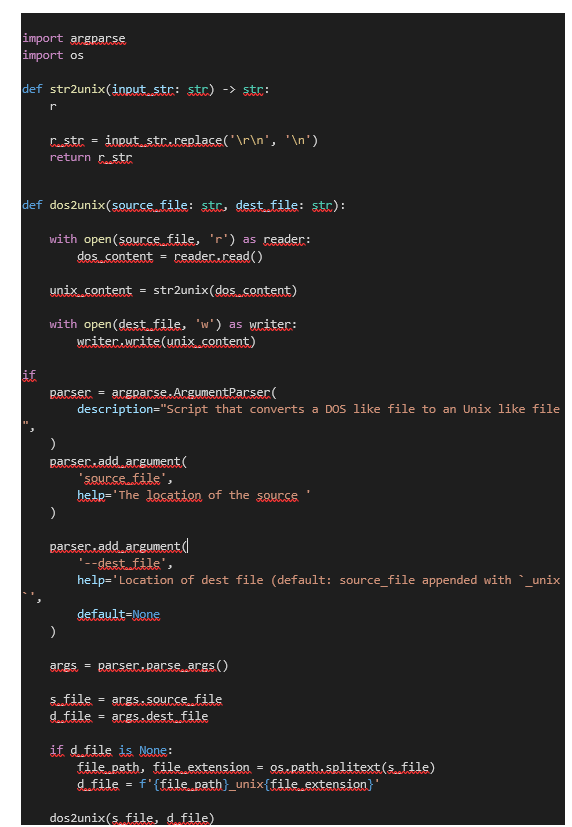 import argparse
import os
def str2unix(input_str: str) -> str:
    r
    r_str = input_str.replace('\r\n', '\n')
    return r_str
def dos2unix(source_file: str, dest_file: str):
    with open(source_file, 'r') as reader:
        dos_content = reader.read()
    unix_content = str2unix(dos_content)
    with open(dest_file, 'w') as writer:
        writer.write(unix_content)
if
    parser = argparse.ArgumentParser(
        description="Script that converts a DOS like file to an Unix like file
",
    )
    parser.add_argument(
        'source_file',
        help='The location of the source '
    )
    parser.add_argument(
        '--dest_file',
        help='Location of dest file (default: source_file appended with `_unix
`',
        default=None
    )
    args = parser.parse_args()
    s_file = args.source_file
    d_file = args.dest_file
    if d_file is None:
        file_path, file_extension = os.path.splitext(s_file)
        d_file = f'{file_path}_unix{file_extension}'
    dos2unix(s_file, d_file)